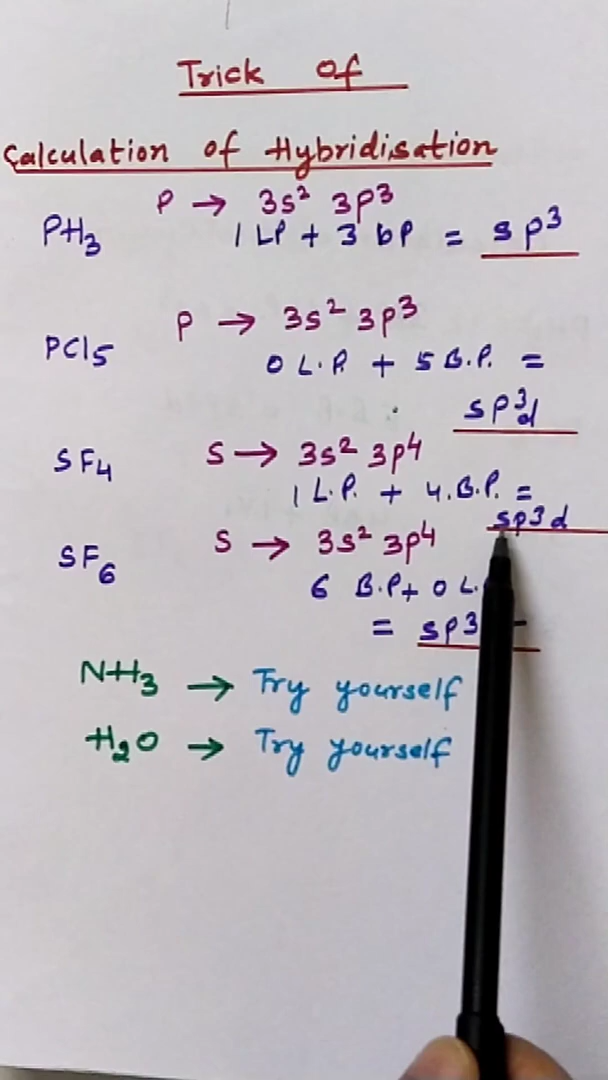 Trick of
Calculation of Hybridisation
P → 3s² 3p³
PH₃ 1 LP + 3 bP = sp³
P → 3s² 3p³
PCl₅ 0 L.P. + 5 B.P. =
sp³d
SF₄ S → 3s² 3p⁴
1 L.P. + 4.B.P. =
sp3d
SF₆ S → 3s² 3p⁴
6 B.P + 0 L.
= sp3
NH₃ → Try yourself
H₂O → Try yourself